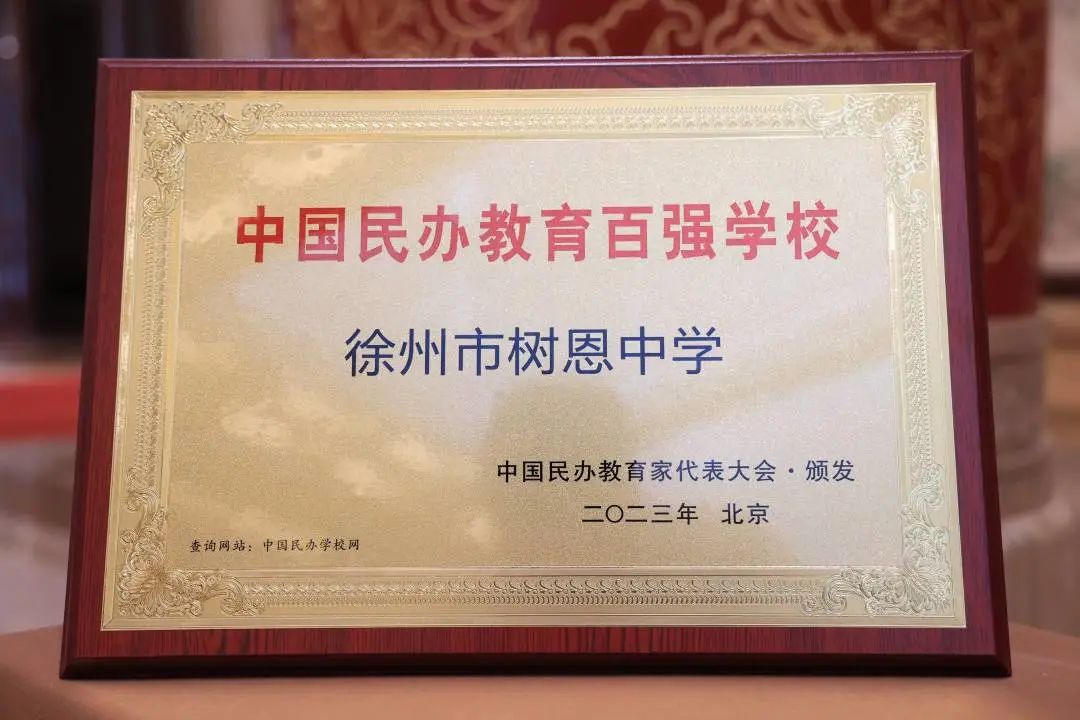 中国民办教育百强学校
徐州市树恩中学
中国民办教育家代表大会·颁发
二〇二三年 北京
查询网站：中国民办学校网